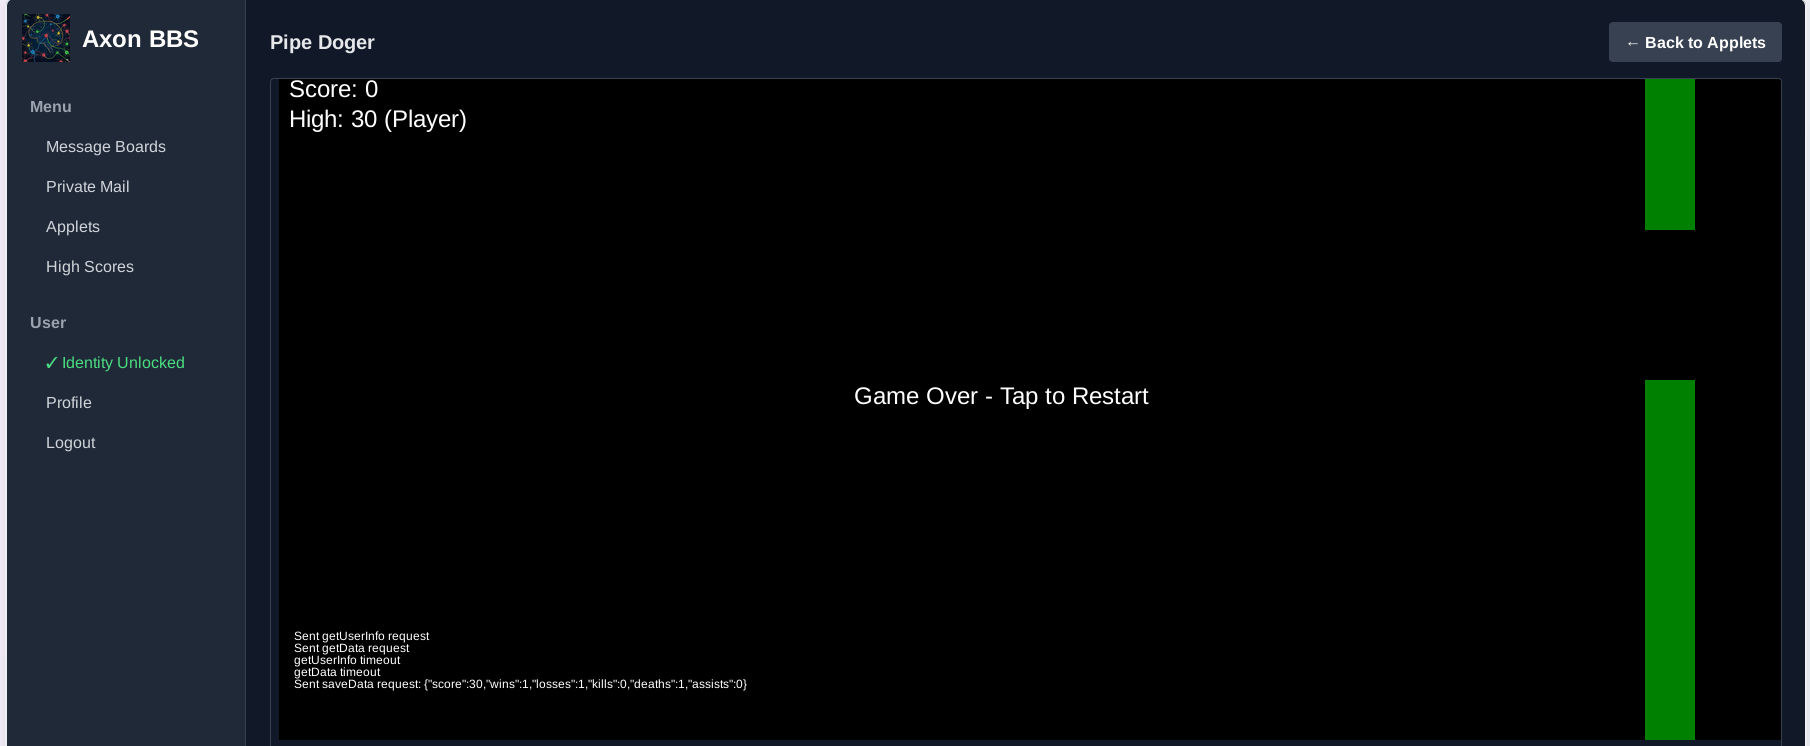 Axon BBS
Menu
Message Boards
Private Mail
Applets
High Scores
User
✓ Identity Unlocked
Profile
Logout
Pipe Doger
← Back to Applets
Score: 0
High: 30 (Player)
Game Over - Tap to Restart
Sent getUserInfo request
Sent getData request
getUserInfo timeout
getData timeout
Sent saveData request: {"score":30,"wins":1,"losses":1,"kills":0,"deaths":1,"assists":0}